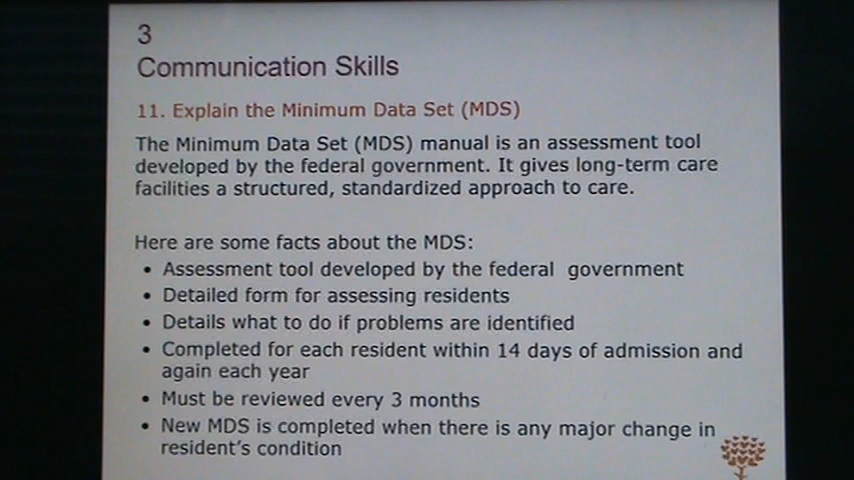 3
Communication Skills
11. Explain the Minimum Data Set (MDS)
The Minimum Data Set (MDS) manual is an assessment tool
developed by the federal government. It gives long-term care
facilities a structured, standardized approach to care.
Here are some facts about the MDS:
• Assessment tool developed by the federal  government
• Detailed form for assessing residents
• Details what to do if problems are identified
• Completed for each resident within 14 days of admission and
again each year
• Must be reviewed every 3 months
• New MDS is completed when there is any major change in
resident's condition